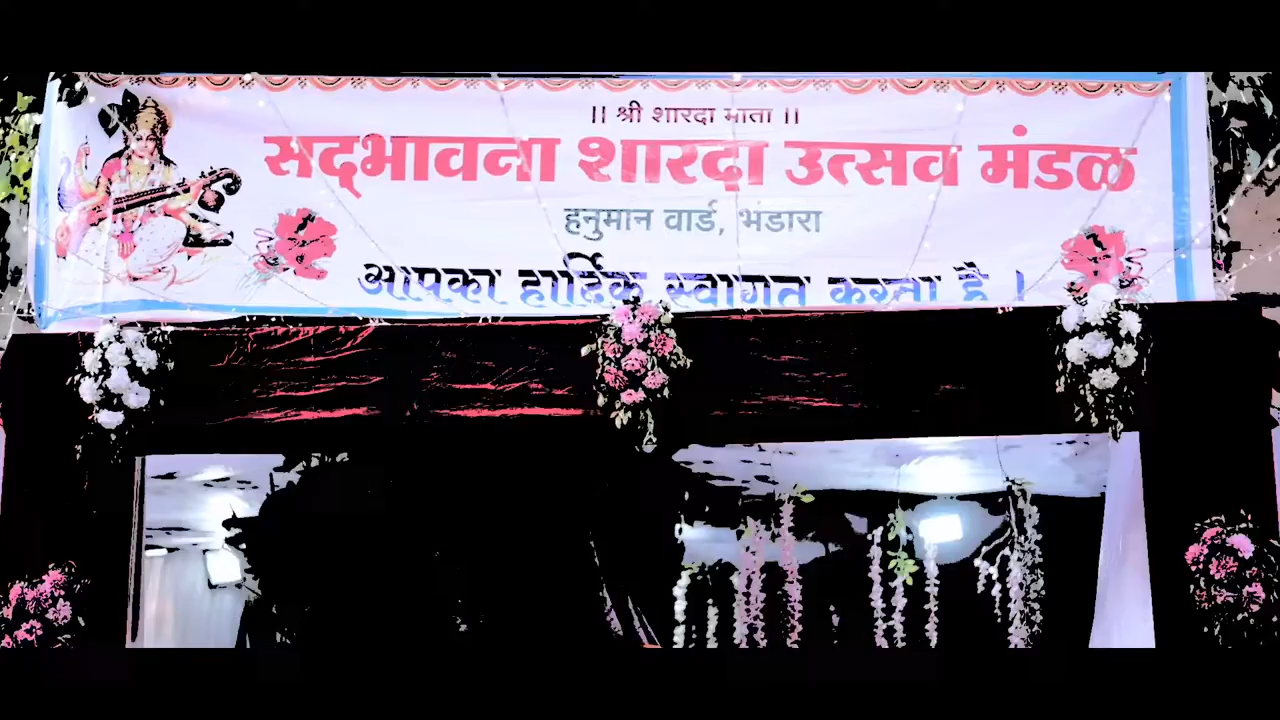 || श्री शारदा माता ||
सद्भावना शारदा उत्सव मंडळ
हनुमान वार्ड, भंडारा
आपका हार्दिक स्वागत करता है ।